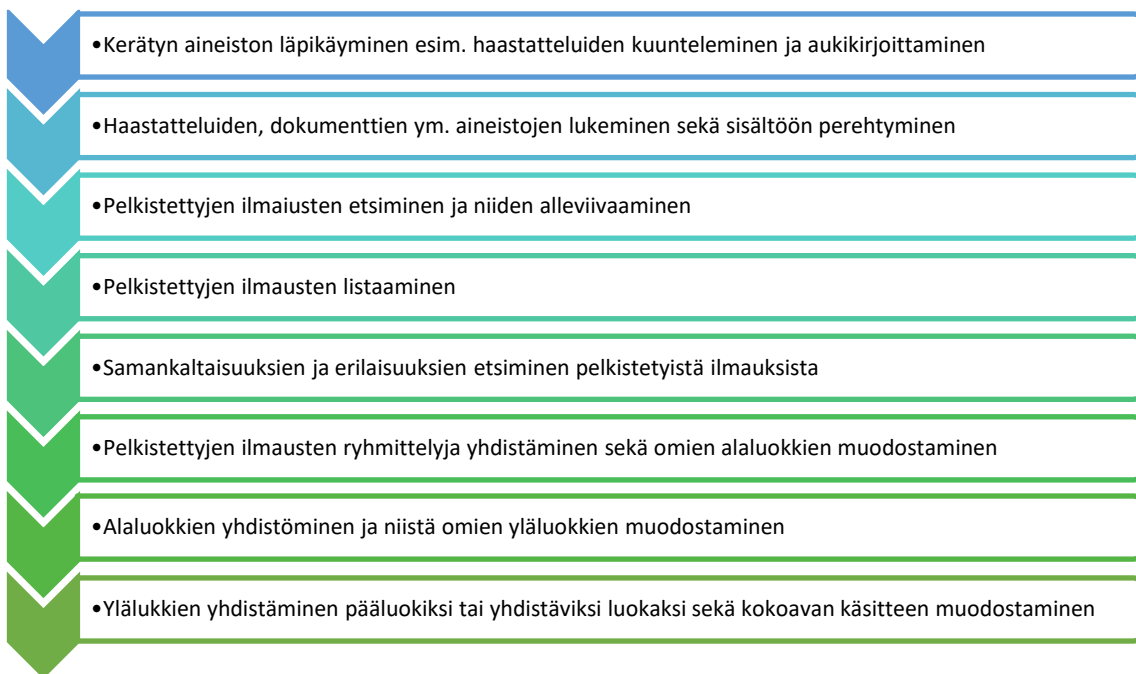 •Kerätyn aineiston läpikäyminen esim. haastatteluiden kuunteleminen ja aukikirjoittaminen
•Haastatteluiden, dokumenttien ym. aineistojen lukeminen sekä sisältöön perehtyminen
•Pelkistettyjen ilmaiusten etsiminen ja niiden alleviivaaminen
•Pelkistettyjen ilmausten listaaminen
•Samankaltaisuuksien ja erilaisuuksien etsiminen pelkistetyistä ilmauksista
•Pelkistettyjen ilmausten ryhmittelyja yhdistäminen sekä omien alaluokkien muodostaminen
•Alaluokkien yhdistöminen ja niistä omien yläluokkien muodostaminen
•Ylälukkien yhdistäminen pääluokiksi tai yhdistäviksi luokaksi sekä kokoavan käsitteen muodostaminen